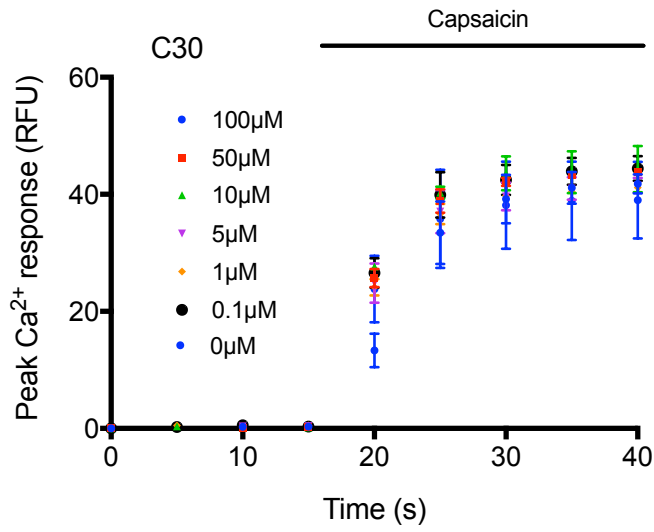 Capsaicin
C30
Peak Ca²⁺ response (RFU)
60
40
20
0
100µM
50µM
10µM
5µM
1µM
0.1µM
0µM
0 10 20 30 40
Time (s)